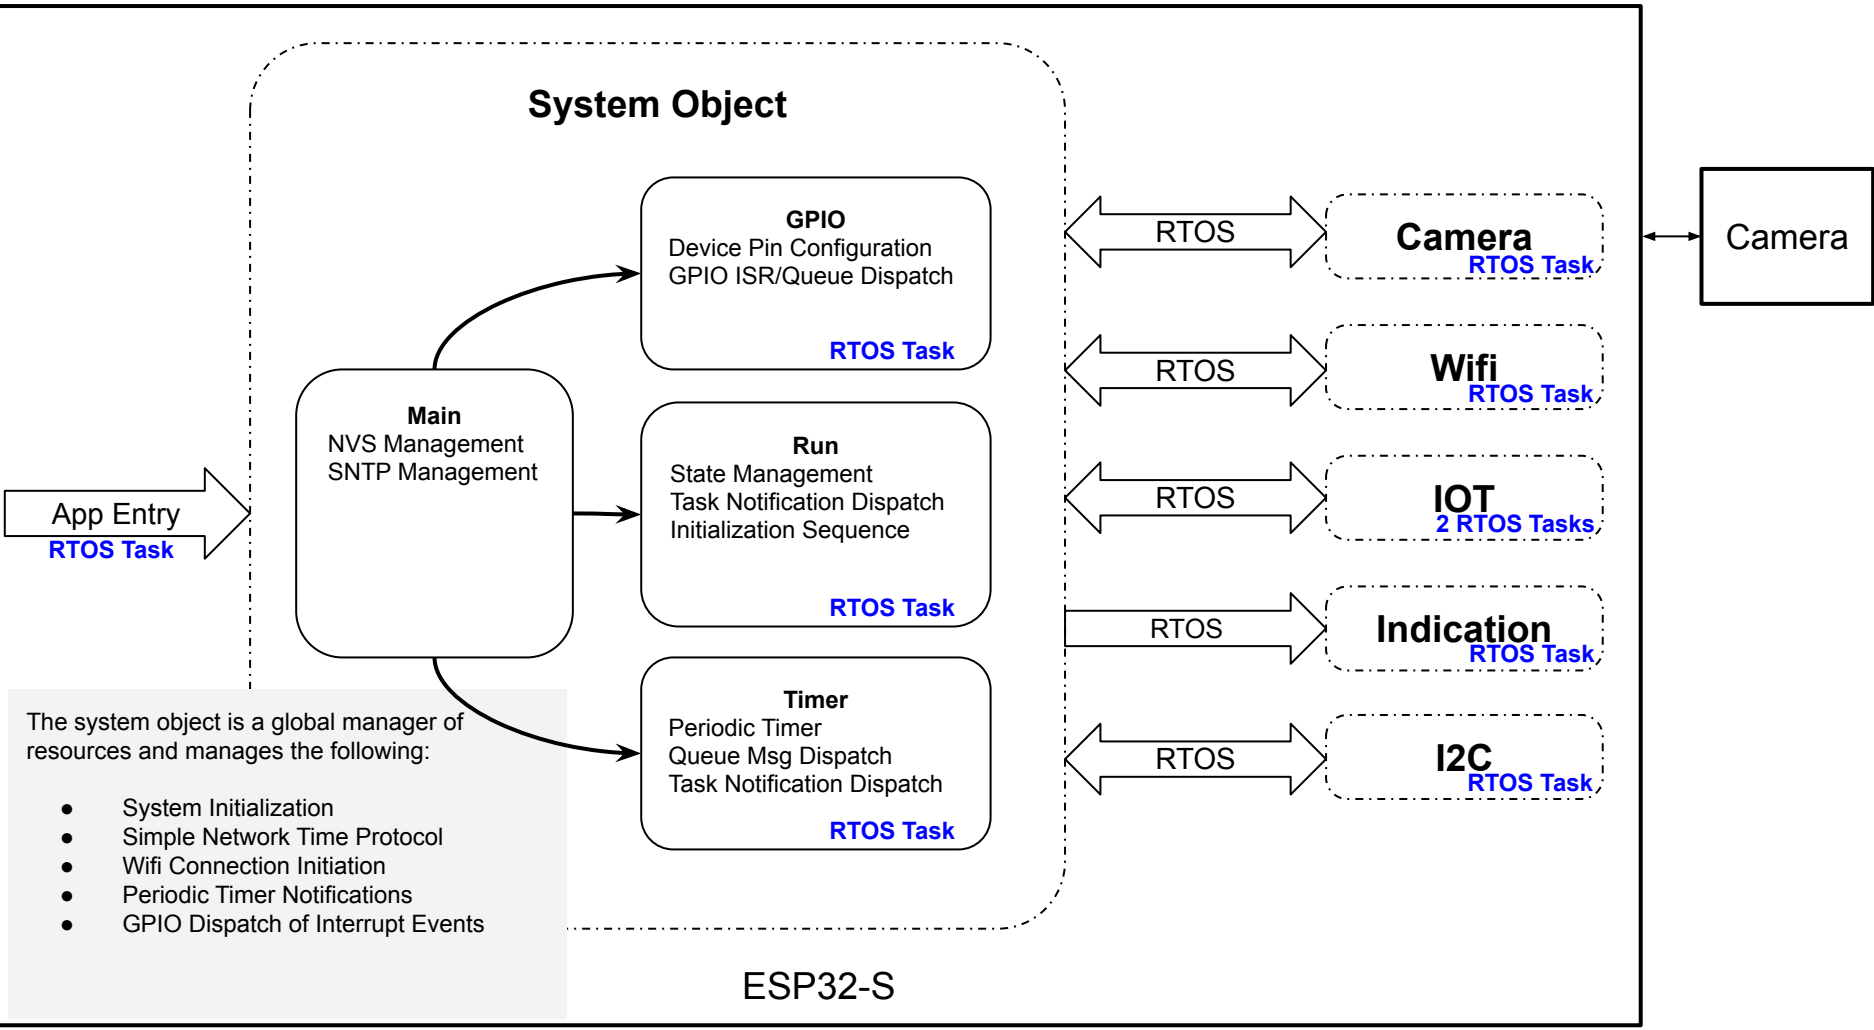 System Object
GPIO
Device Pin Configuration
GPIO ISR/Queue Dispatch
RTOS Task
Main
NVS Management
SNTP Management
Run
State Management
Task Notification Dispatch
Initialization Sequence
RTOS Task
App Entry
RTOS Task
Timer
Periodic Timer
Queue Msg Dispatch
Task Notification Dispatch
RTOS Task
The system object is a global manager of
resources and manages the following:
● System Initialization
● Simple Network Time Protocol
● Wifi Connection Initiation
● Periodic Timer Notifications
● GPIO Dispatch of Interrupt Events
RTOS
Camera
RTOS Task
RTOS
Wifi
RTOS Task
RTOS
IOT
2 RTOS Tasks
RTOS
Indication
RTOS Task
RTOS
I2C
RTOS Task
Camera
ESP32-S